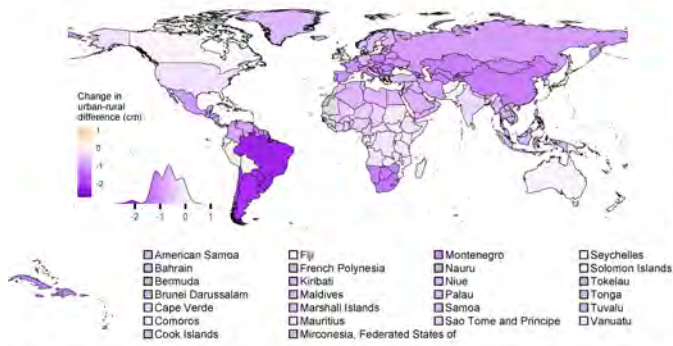 Change in
urban-rural
difference (cm)
1
0
-1
-2
-2 -1 0 1
American Samoa
Bahrain
Bermuda
Brunei Darussalam
Cape Verde
Comoros
Cook Islands
Fiji
French Polynesia
Kiribati
Maldives
Marshall Islands
Mauritius
Mirconesia, Federated States of
Montenegro
Nauru
Niue
Palau
Samoa
Sao Tome and Principe
Seychelles
Solomon Islands
Tokelau
Tonga
Tuvalu
Vanuatu